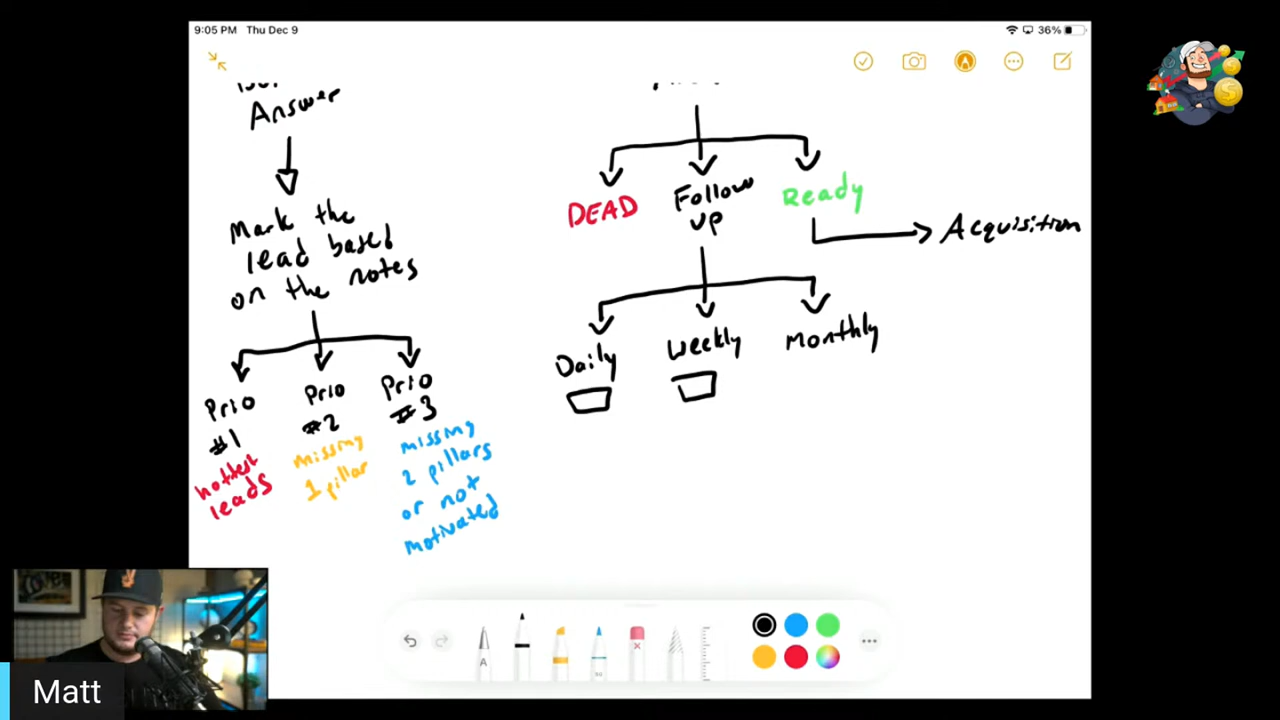 9:05 PM Thu Dec 9
36%
Answer
Mark the
lead based
on the notes
Prio
#1
hottest
leads
Prio
#2
missing
1 pillar
Prio
#3
missing
2 pillars
or not
motivated
DEAD
Follow
up
Ready
Acquisition
Daily
Weekly
Monthly
A
Matt